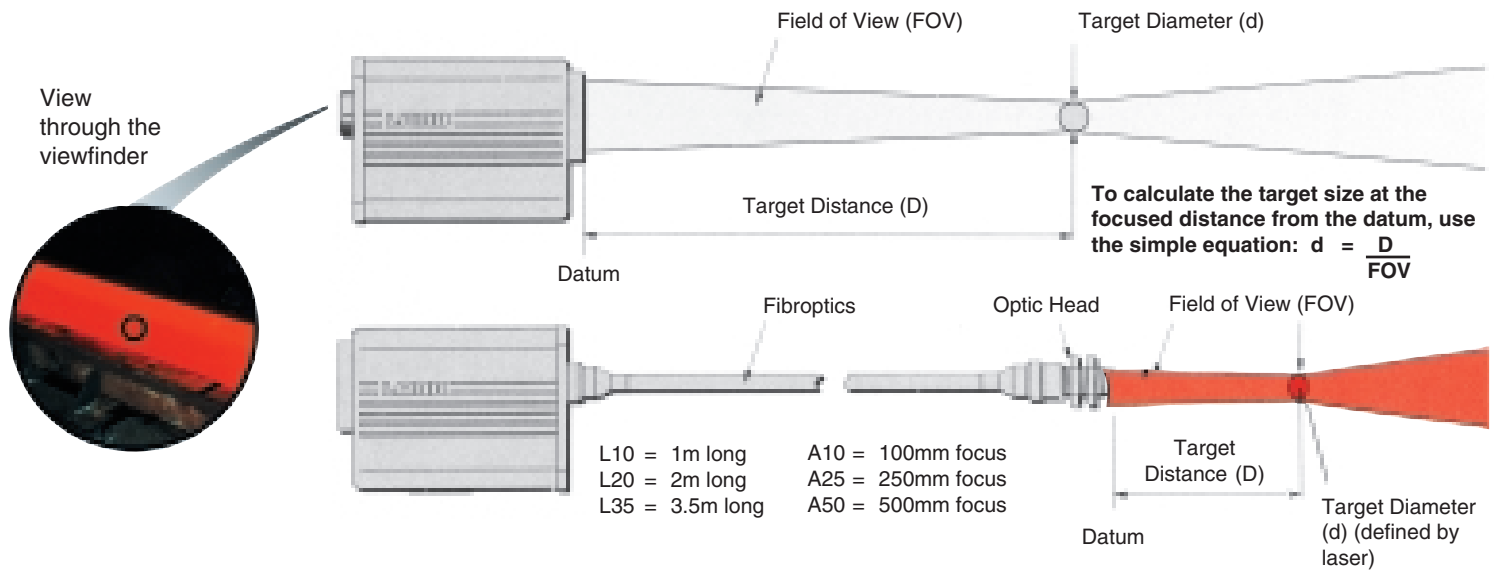 Field of View (FOV)
Target Diameter (d)
View
through the
viewfinder
LAND
Target Distance (D)
To calculate the target size at the
focused distance from the datum, use
the simple equation: d = D
FOV
Datum
Fibroptics
Optic Head
Field of View (FOV)
LAND
L10 = 1m long
L20 = 2m long
L35 = 3.5m long
A10 = 100mm focus
A25 = 250mm focus
A50 = 500mm focus
Target
Distance (D)
Datum
Target Diameter
(d) (defined by
laser)